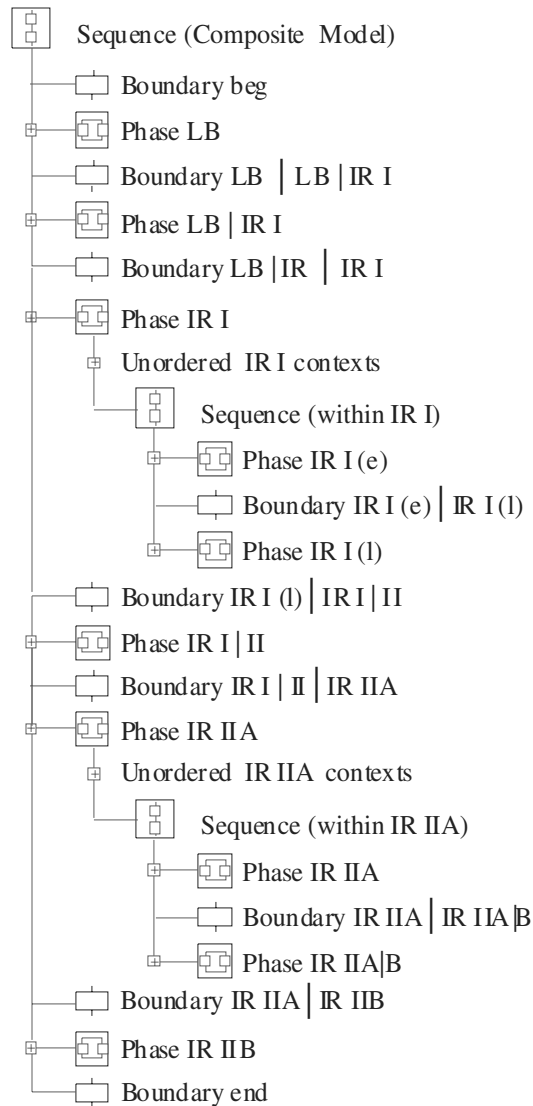 Sequence (Composite Model)
Boundary beg
Phase LB
Boundary LB | LB | IR I
Phase LB | IR I
Boundary LB | IR | IR I
Phase IR I
Unordered IR I contexts
Sequence (within IR I)
Phase IR I (e)
Boundary IR I (e) | IR I (l)
Phase IR I (l)
Boundary IR I (l) | IR I | II
Phase IR I | II
Boundary IR I | II | IR IIA
Phase IR IIA
Unordered IR IIA contexts
Sequence (within IR IIA)
Phase IR IIA
Boundary IR IIA | IR IIA|B
Phase IR IIA|B
Boundary IR IIA | IR IIB
Phase IR IIB
Boundary end